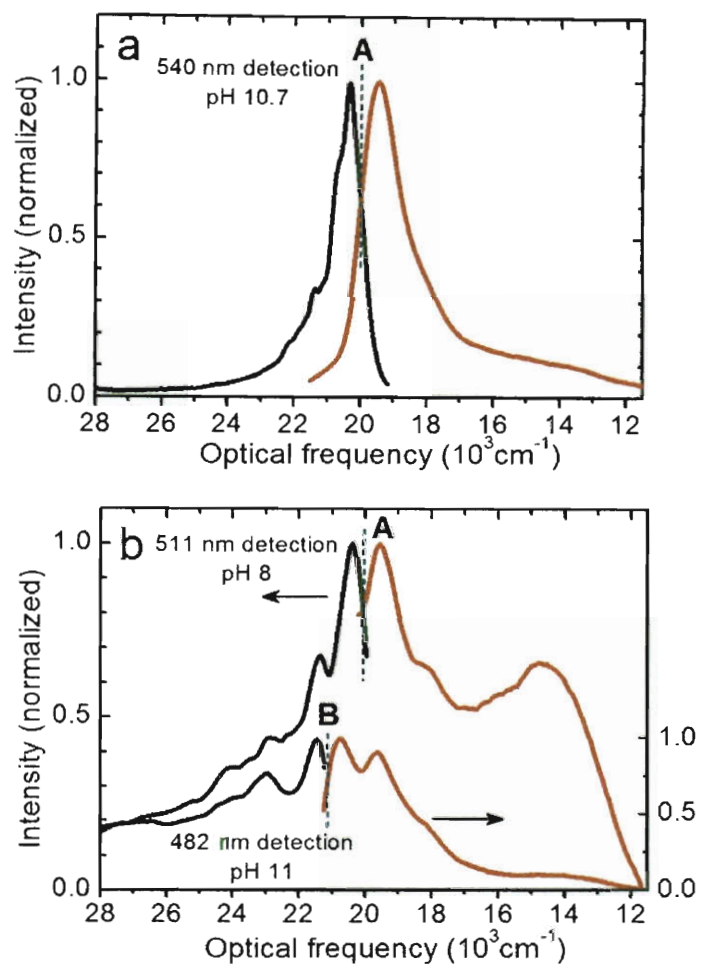 a
A
540 nm detection
pH 10.7
Intensity (normalized)
1.0
0.5
0.0
28 26 24 22 20 18 16 14 12
Optical frequency (10³cm⁻¹)
b
A
511 nm detection
pH 8
B
482 nm detection
pH 11
Intensity (normalized)
1.0
0.5
0.0
1.0
0.5
0.0
28 26 24 22 20 18 16 14 12
Optical frequency (10³cm⁻¹)